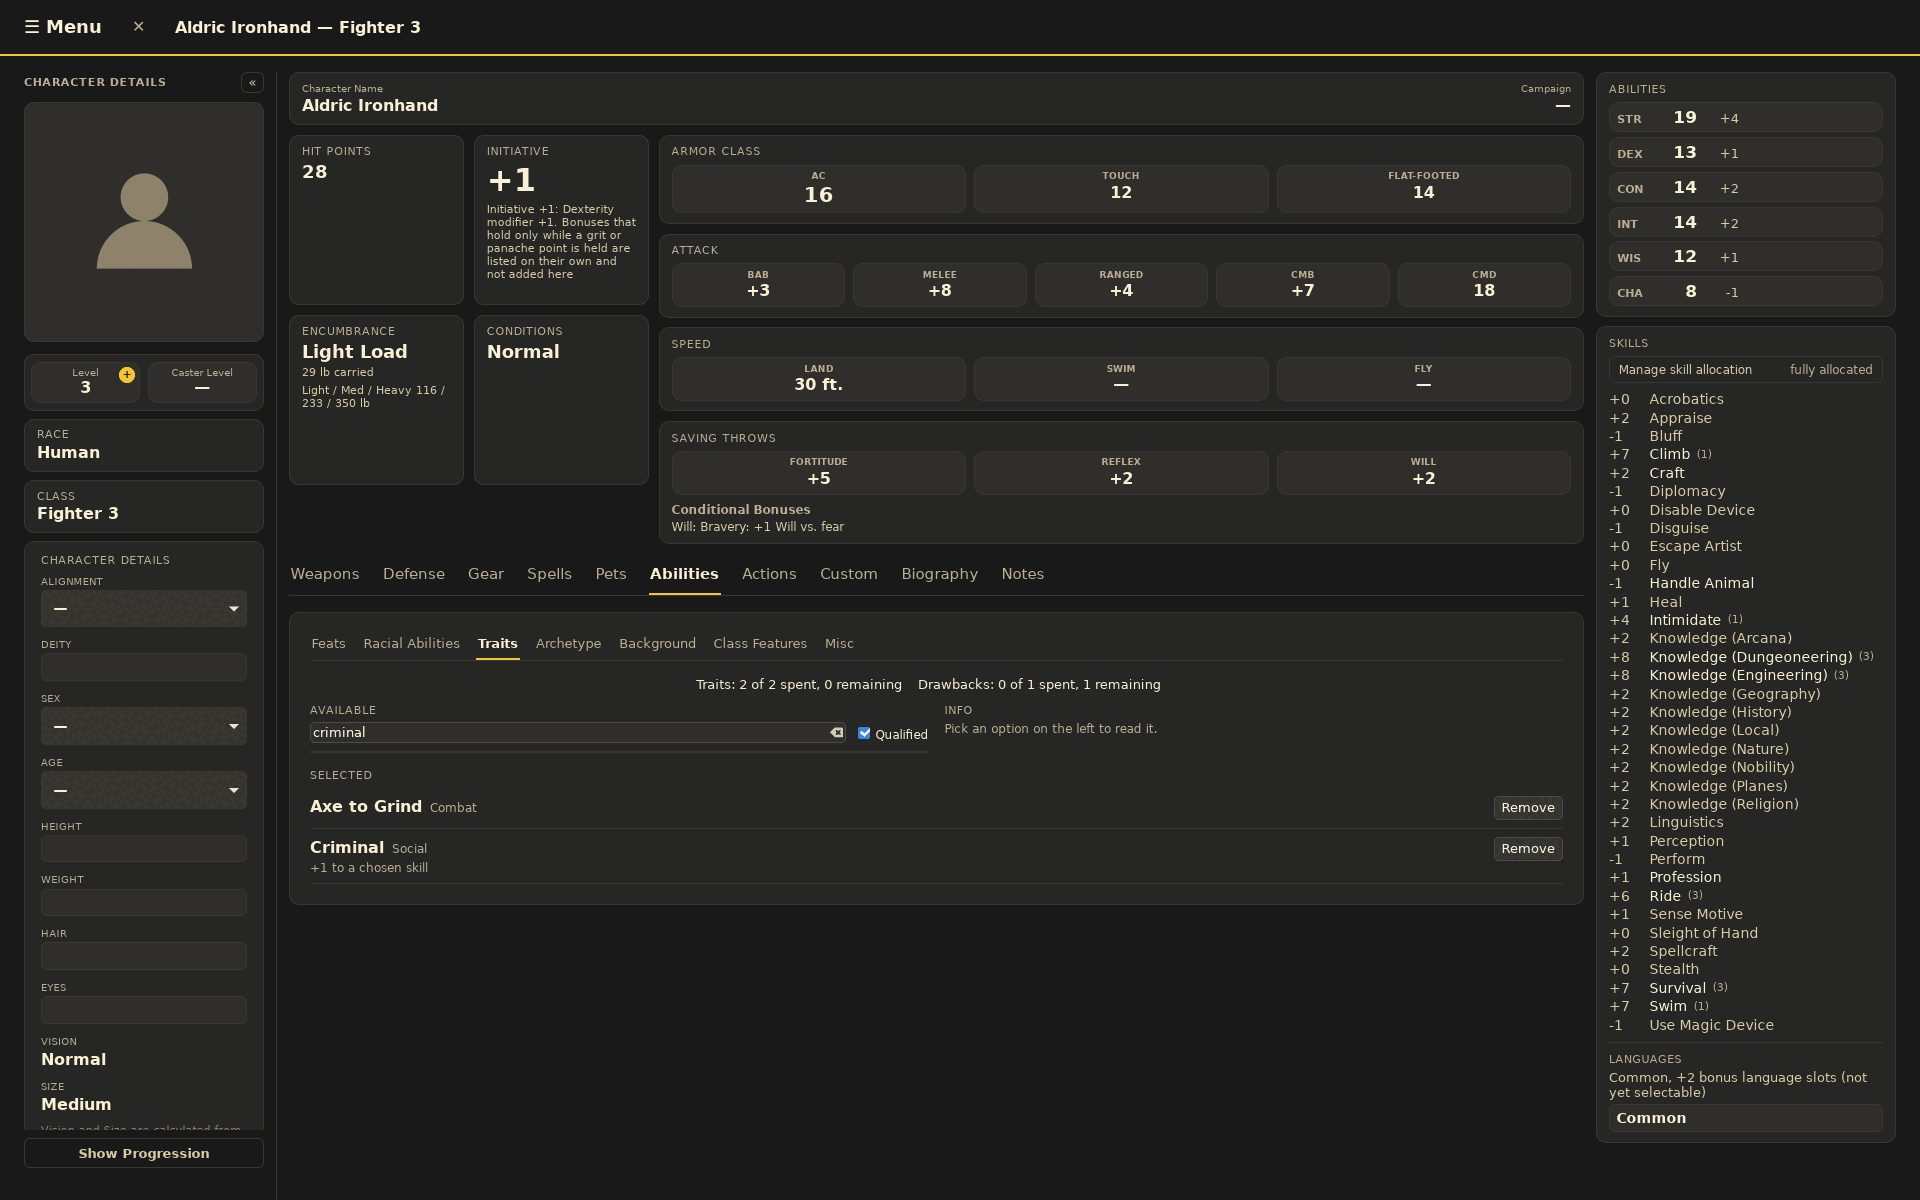 ☰ Menu
✕
Aldric Ironhand — Fighter 3
CHARACTER DETAILS
«
Level
3
+
Caster Level
—
RACE
Human
CLASS
Fighter 3
CHARACTER DETAILS
ALIGNMENT
—
DEITY
SEX
—
AGE
—
HEIGHT
WEIGHT
HAIR
EYES
VISION
Normal
SIZE
Medium
Vision and Size are calculated from
Show Progression
Character Name
Aldric Ironhand
Campaign
—
HIT POINTS
28
INITIATIVE
+1
Initiative +1: Dexterity
modifier +1. Bonuses that
hold only while a grit or
panache point is held are
listed on their own and
not added here
ENCUMBRANCE
Light Load
29 lb carried
Light / Med / Heavy 116 /
233 / 350 lb
CONDITIONS
Normal
ARMOR CLASS
AC
16
TOUCH
12
FLAT-FOOTED
14
ATTACK
BAB
+3
MELEE
+8
RANGED
+4
CMB
+7
CMD
18
SPEED
LAND
30 ft.
SWIM
—
FLY
—
SAVING THROWS
FORTITUDE
+5
REFLEX
+2
WILL
+2
Conditional Bonuses
Will: Bravery: +1 Will vs. fear
Weapons Defense Gear Spells Pets Abilities Actions Custom Biography Notes
Feats Racial Abilities Traits Archetype Background Class Features Misc
Traits: 2 of 2 spent, 0 remaining Drawbacks: 0 of 1 spent, 1 remaining
AVAILABLE
criminal
Qualified
INFO
Pick an option on the left to read it.
SELECTED
Axe to Grind Combat
Remove
Criminal Social
+1 to a chosen skill
Remove
ABILITIES
STR 19 +4
DEX 13 +1
CON 14 +2
INT 14 +2
WIS 12 +1
CHA 8 -1
SKILLS
Manage skill allocation fully allocated
+0 Acrobatics
+2 Appraise
-1 Bluff
+7 Climb (1)
+2 Craft
-1 Diplomacy
+0 Disable Device
-1 Disguise
+0 Escape Artist
+0 Fly
-1 Handle Animal
+1 Heal
+4 Intimidate (1)
+2 Knowledge (Arcana)
+8 Knowledge (Dungeoneering) (3)
+8 Knowledge (Engineering) (3)
+2 Knowledge (Geography)
+2 Knowledge (History)
+2 Knowledge (Local)
+2 Knowledge (Nature)
+2 Knowledge (Nobility)
+2 Knowledge (Planes)
+2 Knowledge (Religion)
+2 Linguistics
+1 Perception
-1 Perform
+1 Profession
+6 Ride (3)
+1 Sense Motive
+0 Sleight of Hand
+2 Spellcraft
+0 Stealth
+7 Survival (3)
+7 Swim (1)
-1 Use Magic Device
LANGUAGES
Common, +2 bonus language slots (not
yet selectable)
Common